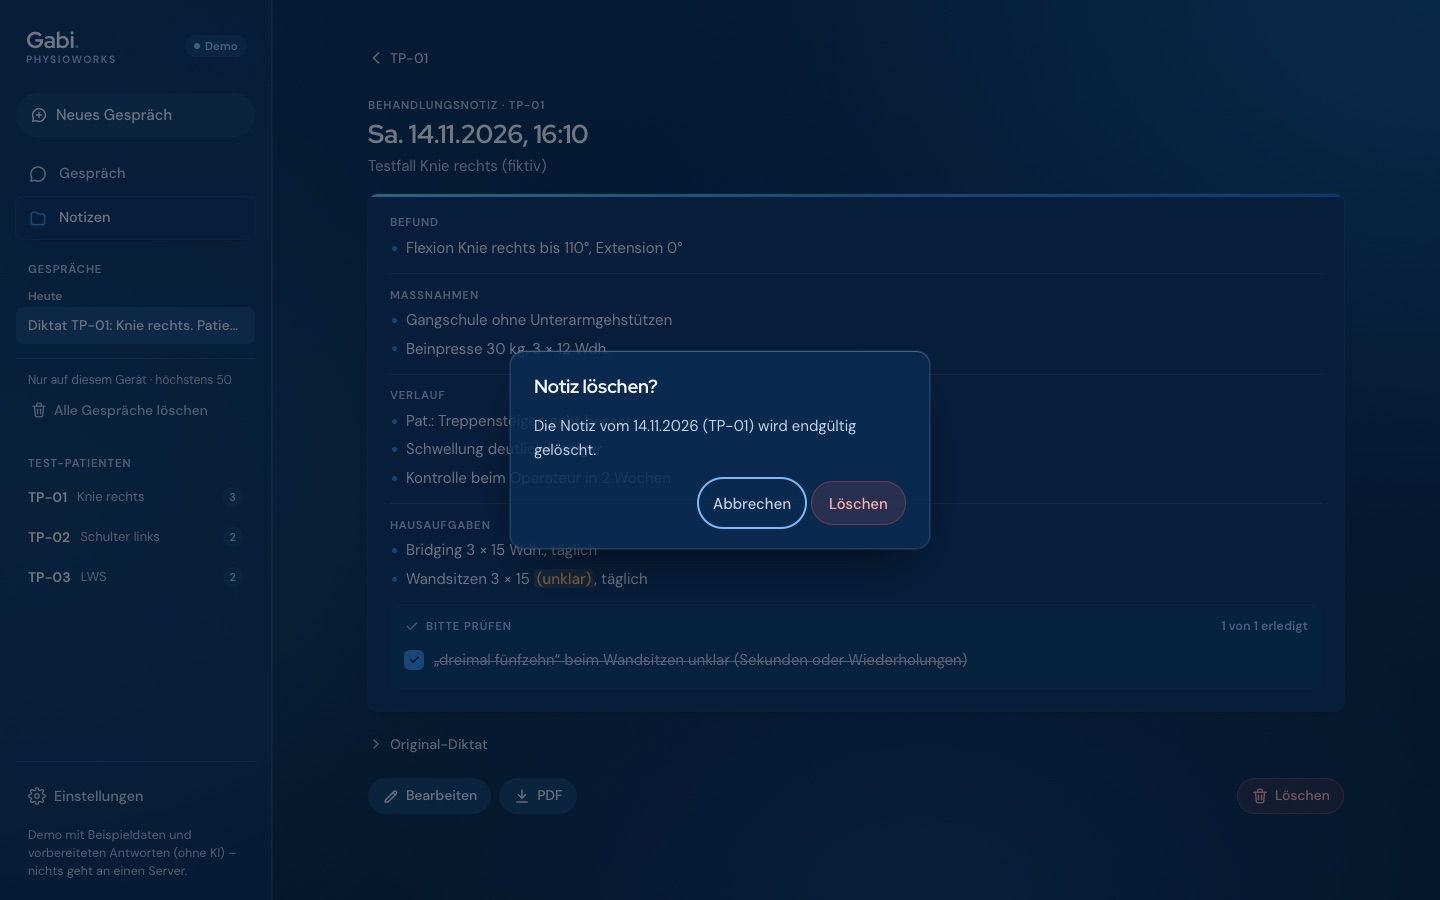 Gabi.
PHYSIOWORKS
Demo
Neues Gespräch
Gespräch
Notizen
GESPRÄCHE
Heute
Diktat TP-01: Knie rechts. Patie…
Nur auf diesem Gerät · höchstens 50
Alle Gespräche löschen
TEST-PATIENTEN
TP-01 Knie rechts 3
TP-02 Schulter links 2
TP-03 LWS 2
Einstellungen
Demo mit Beispieldaten und
vorbereiteten Antworten (ohne KI) –
nichts geht an einen Server.
TP-01
BEHANDLUNGSNOTIZ · TP-01
Sa. 14.11.2026, 16:10
Testfall Knie rechts (fiktiv)
BEFUND
Flexion Knie rechts bis 110°, Extension 0°
MASSNAHMEN
Gangschule ohne Unterarmgehstützen
Beinpresse 30 kg, 3 × 12 Wdh.
VERLAUF
Pat.: Treppensteigen
Schwellung deutlich
Kontrolle beim Operateur in 2 Wochen
HAUSAUFGABEN
Bridging 3 × 15 Wdh., täglich
Wandsitzen 3 × 15 (unklar), täglich
BITTE PRÜFEN
1 von 1 erledigt
„dreimal fünfzehn“ beim Wandsitzen unklar (Sekunden oder Wiederholungen)
Original-Diktat
Bearbeiten
PDF
Löschen
Notiz löschen?
Die Notiz vom 14.11.2026 (TP-01) wird endgültig
gelöscht.
Abbrechen
Löschen